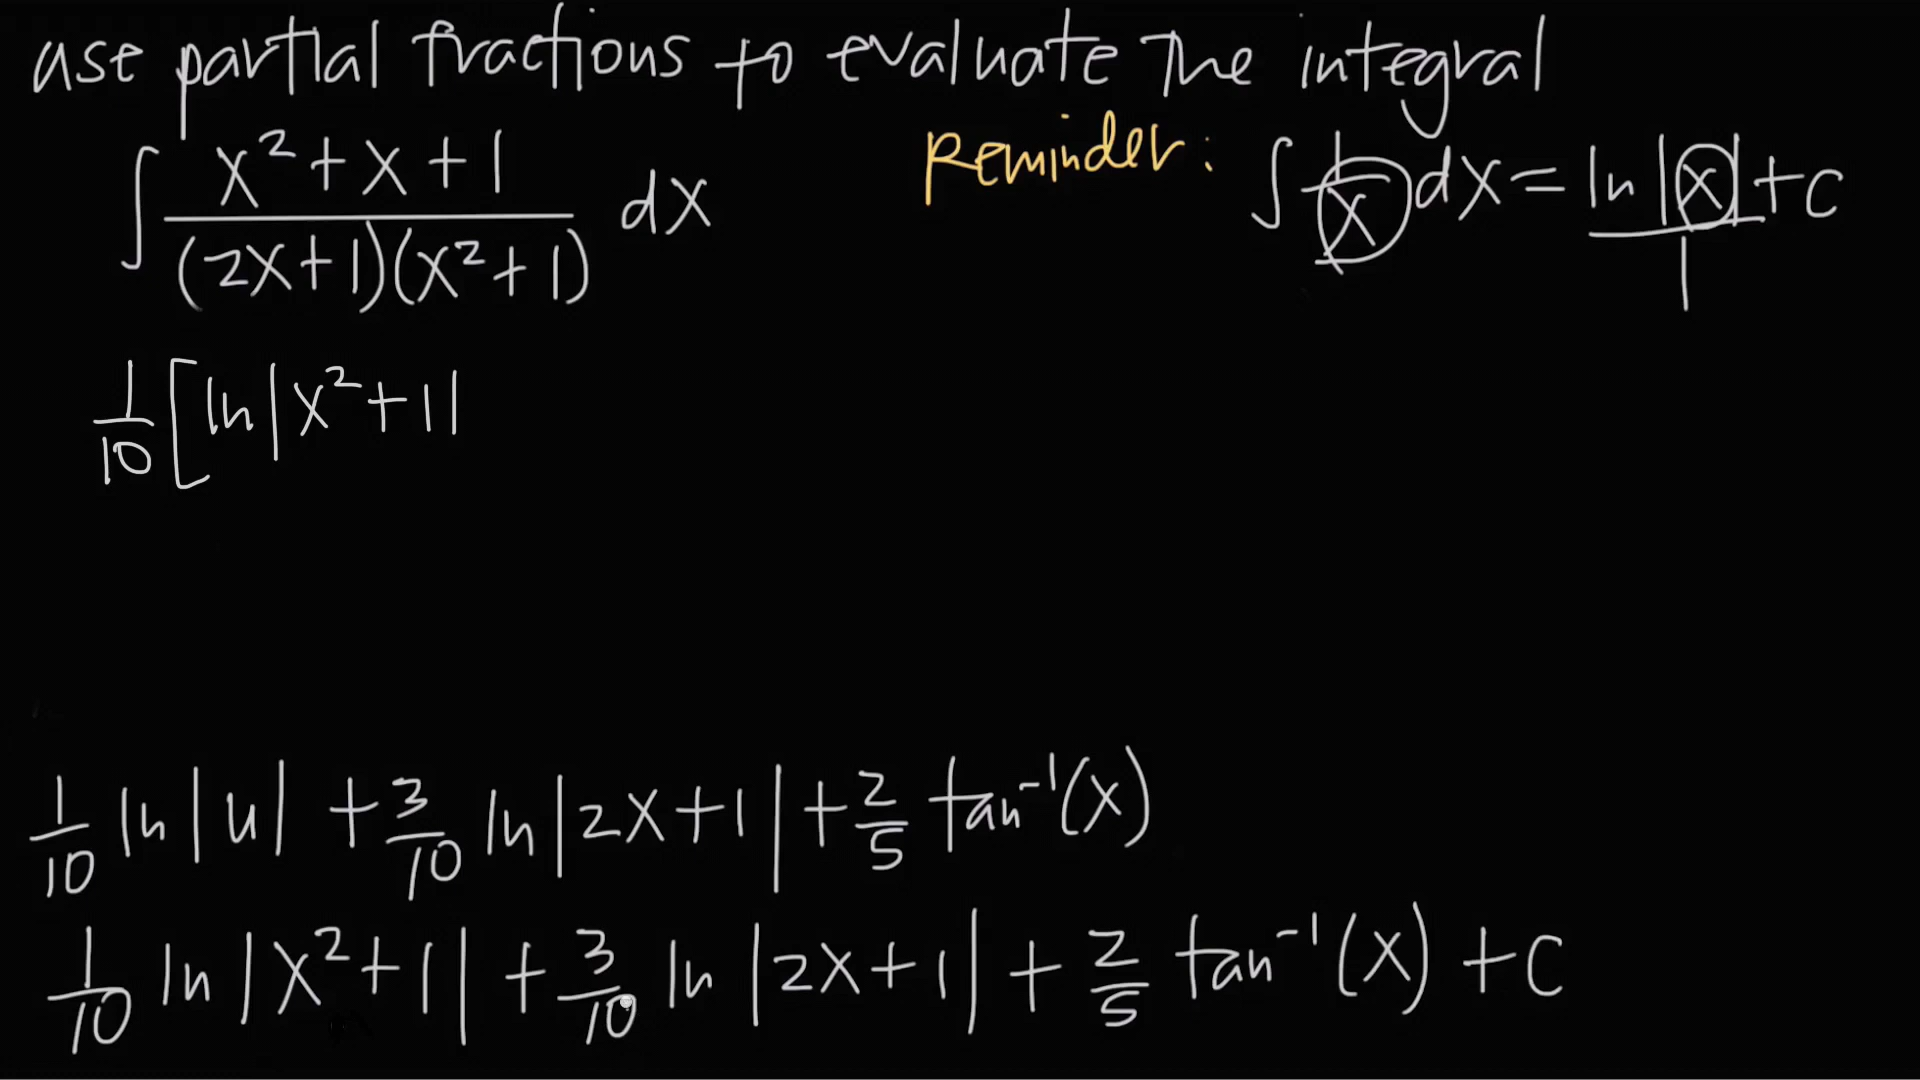 use partial fractions to evaluate the integral
∫ (x² + x + 1) / ((2x+1)(x²+1)) dx
Reminder: ∫ 1/x dx = ln |x| + c / 1
1/10 [ ln |x² + 1|
1/10 ln |u| + 3/10 ln |2x+1| + 2/5 tan⁻¹(x)
1/10 ln |x²+1| + 3/10 ln |2x+1| + 2/5 tan⁻¹(x) + c